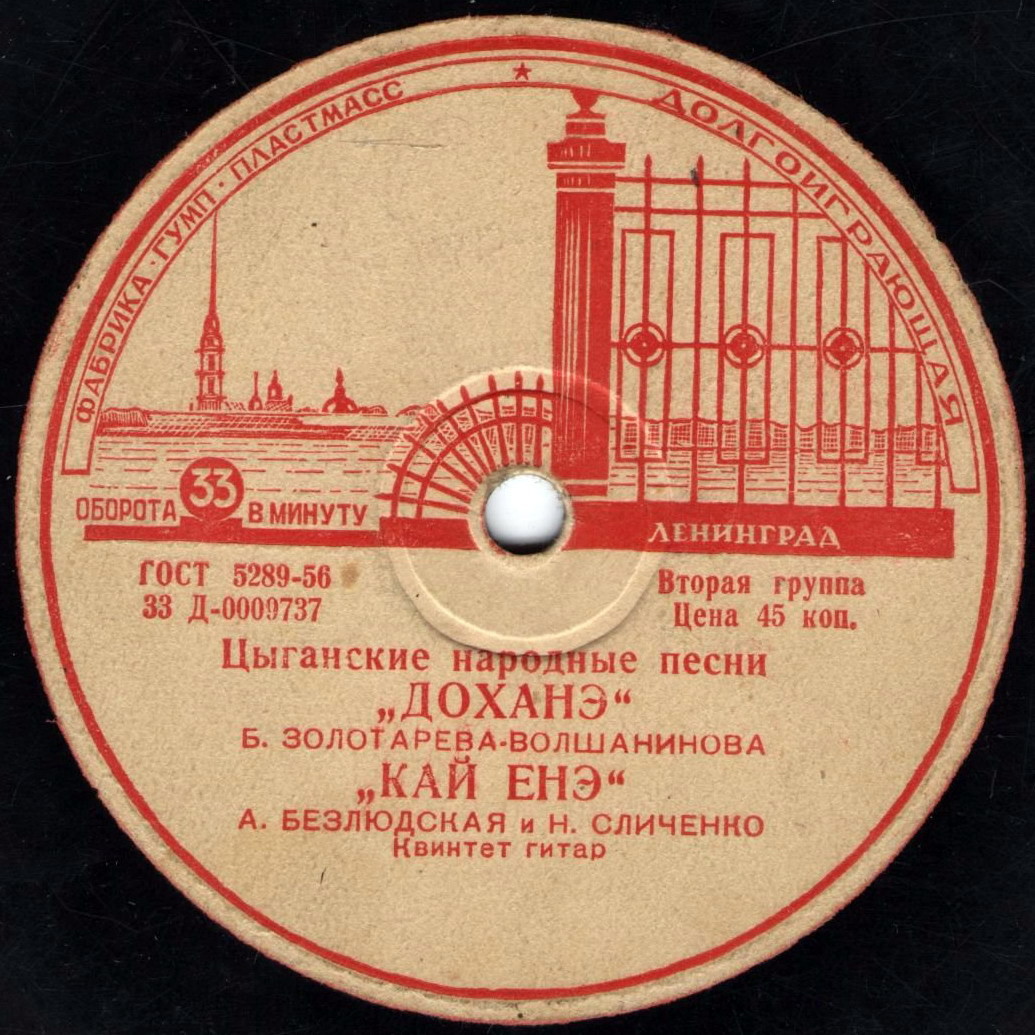 ФАБРИКА · ГУМП · ПЛАСТМАСС ★ ДОЛГОИГРАЮЩАЯ
ОБОРОТА 33 В МИНУТУ
ЛЕНИНГРАД
ГОСТ 5289-56
33 Д-0009737
Вторая группа
Цена 45 коп.
Цыганские народные песни
„ДОХАНЭ“
Б. ЗОЛОТАРЕВА-ВОЛШАНИНОВА
„КАЙ ЕНЭ“
А. БЕЗЛЮДСКАЯ и Н. СЛИЧЕНКО
Квинтет гитар